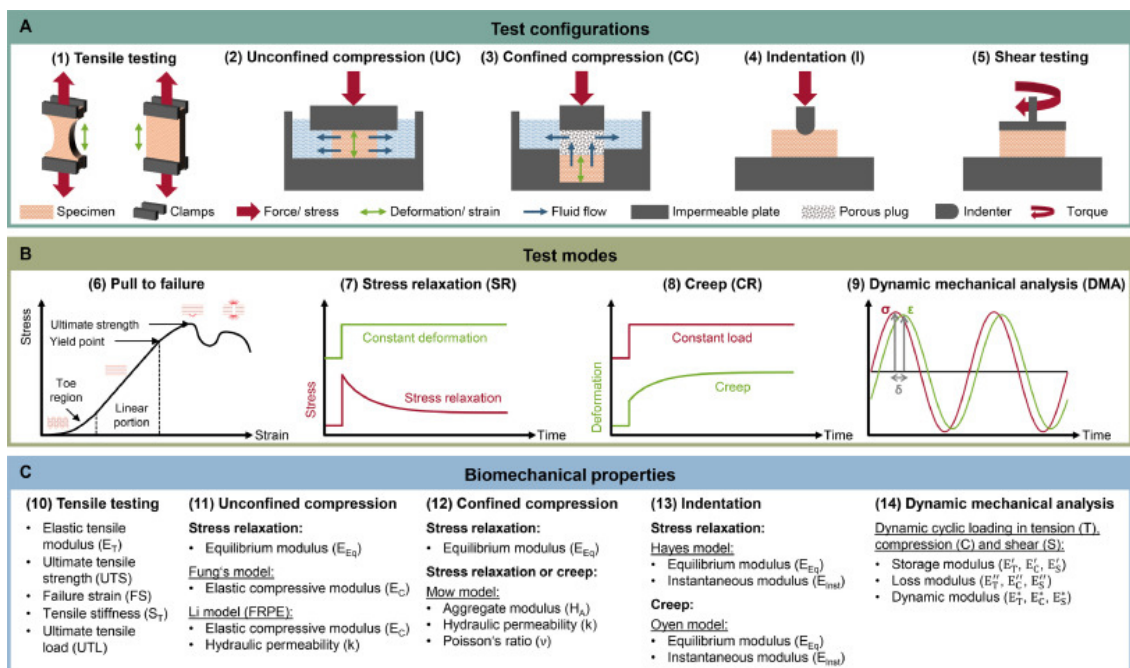 A
Test configurations
(1) Tensile testing
(2) Unconfined compression (UC)
(3) Confined compression (CC)
(4) Indentation (I)
(5) Shear testing
Specimen
Clamps
Force/ stress
Deformation/ strain
Fluid flow
Impermeable plate
Porous plug
Indenter
Torque
B
Test modes
(6) Pull to failure
Stress
Ultimate strength
Yield point
Toe
region
Linear
portion
Strain
(7) Stress relaxation (SR)
Constant deformation
Stress
Stress relaxation
Time
(8) Creep (CR)
Constant load
Deformation
Creep
Time
(9) Dynamic mechanical analysis (DMA)
σ
ε
δ
Time
C
Biomechanical properties
(10) Tensile testing
• Elastic tensile
modulus (E_T)
• Ultimate tensile
strength (UTS)
• Failure strain (FS)
• Tensile stiffness (S_T)
• Ultimate tensile
load (UTL)
(11) Unconfined compression
Stress relaxation:
• Equilibrium modulus (E_Eq)
Fung's model:
• Elastic compressive modulus (E_C)
Li model (FRPE):
• Elastic compressive modulus (E_C)
• Hydraulic permeability (k)
(12) Confined compression
Stress relaxation:
• Equilibrium modulus (E_Eq)
Stress relaxation or creep:
Mow model:
• Aggregate modulus (H_A)
• Hydraulic permeability (k)
• Poisson's ratio (ν)
(13) Indentation
Stress relaxation:
Hayes model:
• Equilibrium modulus (E_Eq)
• Instantaneous modulus (E_Inst)
Creep:
Oyen model:
• Equilibrium modulus (E_Eq)
• Instantaneous modulus (E_Inst)
(14) Dynamic mechanical analysis
Dynamic cyclic loading in tension (T),
compression (C) and shear (S):
• Storage modulus (E′_T, E′_C, E′_S)
• Loss modulus (E″_T, E″_C, E″_S)
• Dynamic modulus (E*_T, E*_C, E*_S)